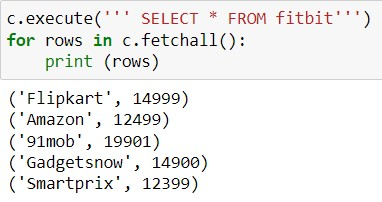 c.execute(''' SELECT * FROM fitbit''')
for rows in c.fetchall():
    print (rows)
('Flipkart', 14999)
('Amazon', 12499)
('91mob', 19901)
('Gadgetsnow', 14900)
('Smartprix', 12399)